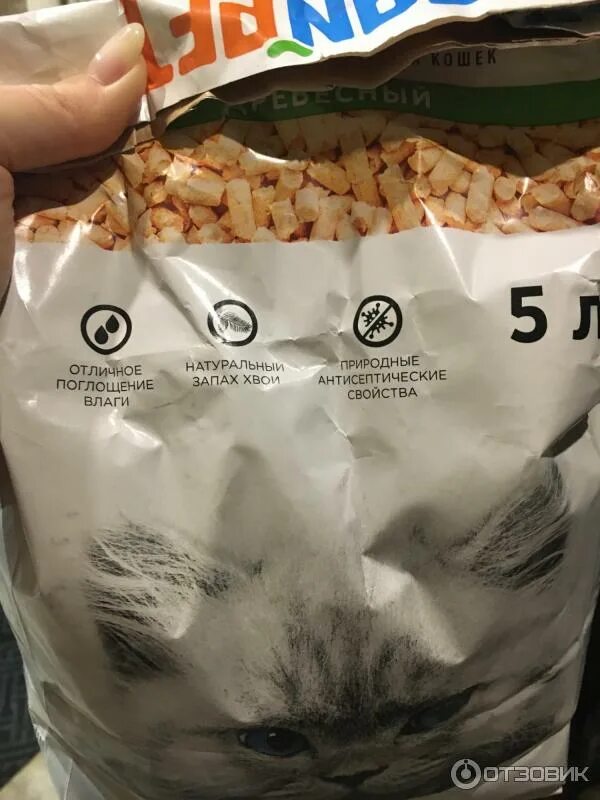 КОШЕК
ДРЕВЕСНЫЙ
5 л
ОТЛИЧНОЕ
ПОГЛОЩЕНИЕ
ВЛАГИ
НАТУРАЛЬНЫЙ
ЗАПАХ ХВОИ
ПРИРОДНЫЕ
АНТИСЕПТИЧЕСКИЕ
СВОЙСТВА
ОТЗОВИК